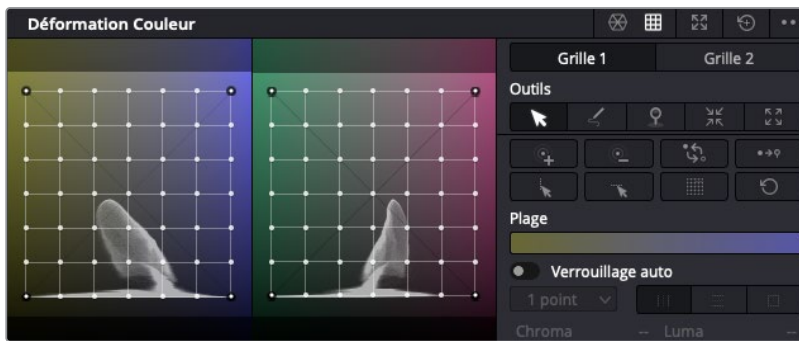 Déformation Couleur
Grille 1 Grille 2
Outils
Plage
Verrouillage auto
1 point
Chroma -- Luma --